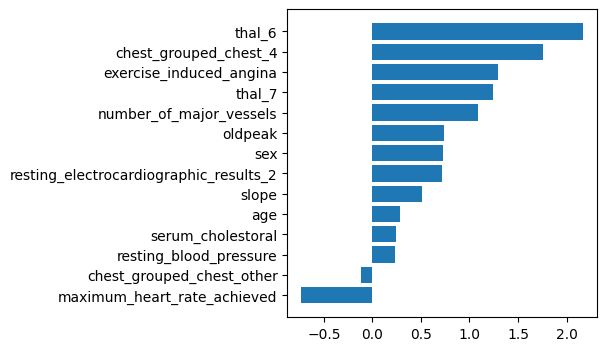 thal_6
chest_grouped_chest_4
exercise_induced_angina
thal_7
number_of_major_vessels
oldpeak
sex
resting_electrocardiographic_results_2
slope
age
serum_cholestoral
resting_blood_pressure
chest_grouped_chest_other
maximum_heart_rate_achieved
−0.5 0.0 0.5 1.0 1.5 2.0